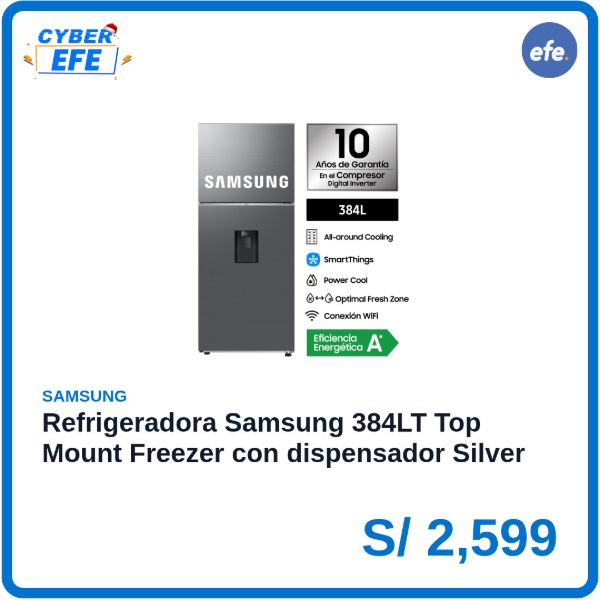 CYBER
EFE
efe.
SAMSUNG
10
Años de Garantía
En el Compresor
Digital Inverter
384L
All-around Cooling
SmartThings
Power Cool
Optimal Fresh Zone
Conexión WiFi
Eficiencia
Energética A*
SAMSUNG
Refrigeradora Samsung 384LT Top
Mount Freezer con dispensador Silver
S/ 2,599